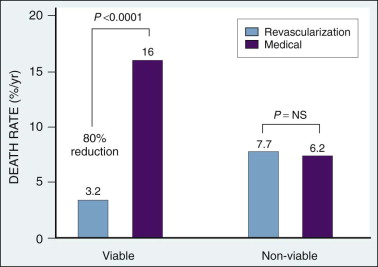 20
15
10
5
0
DEATH RATE (%/yr)
P <0.0001
16
80%
reduction
3.2
Revascularization
Medical
P = NS
7.7
6.2
Viable
Non-viable